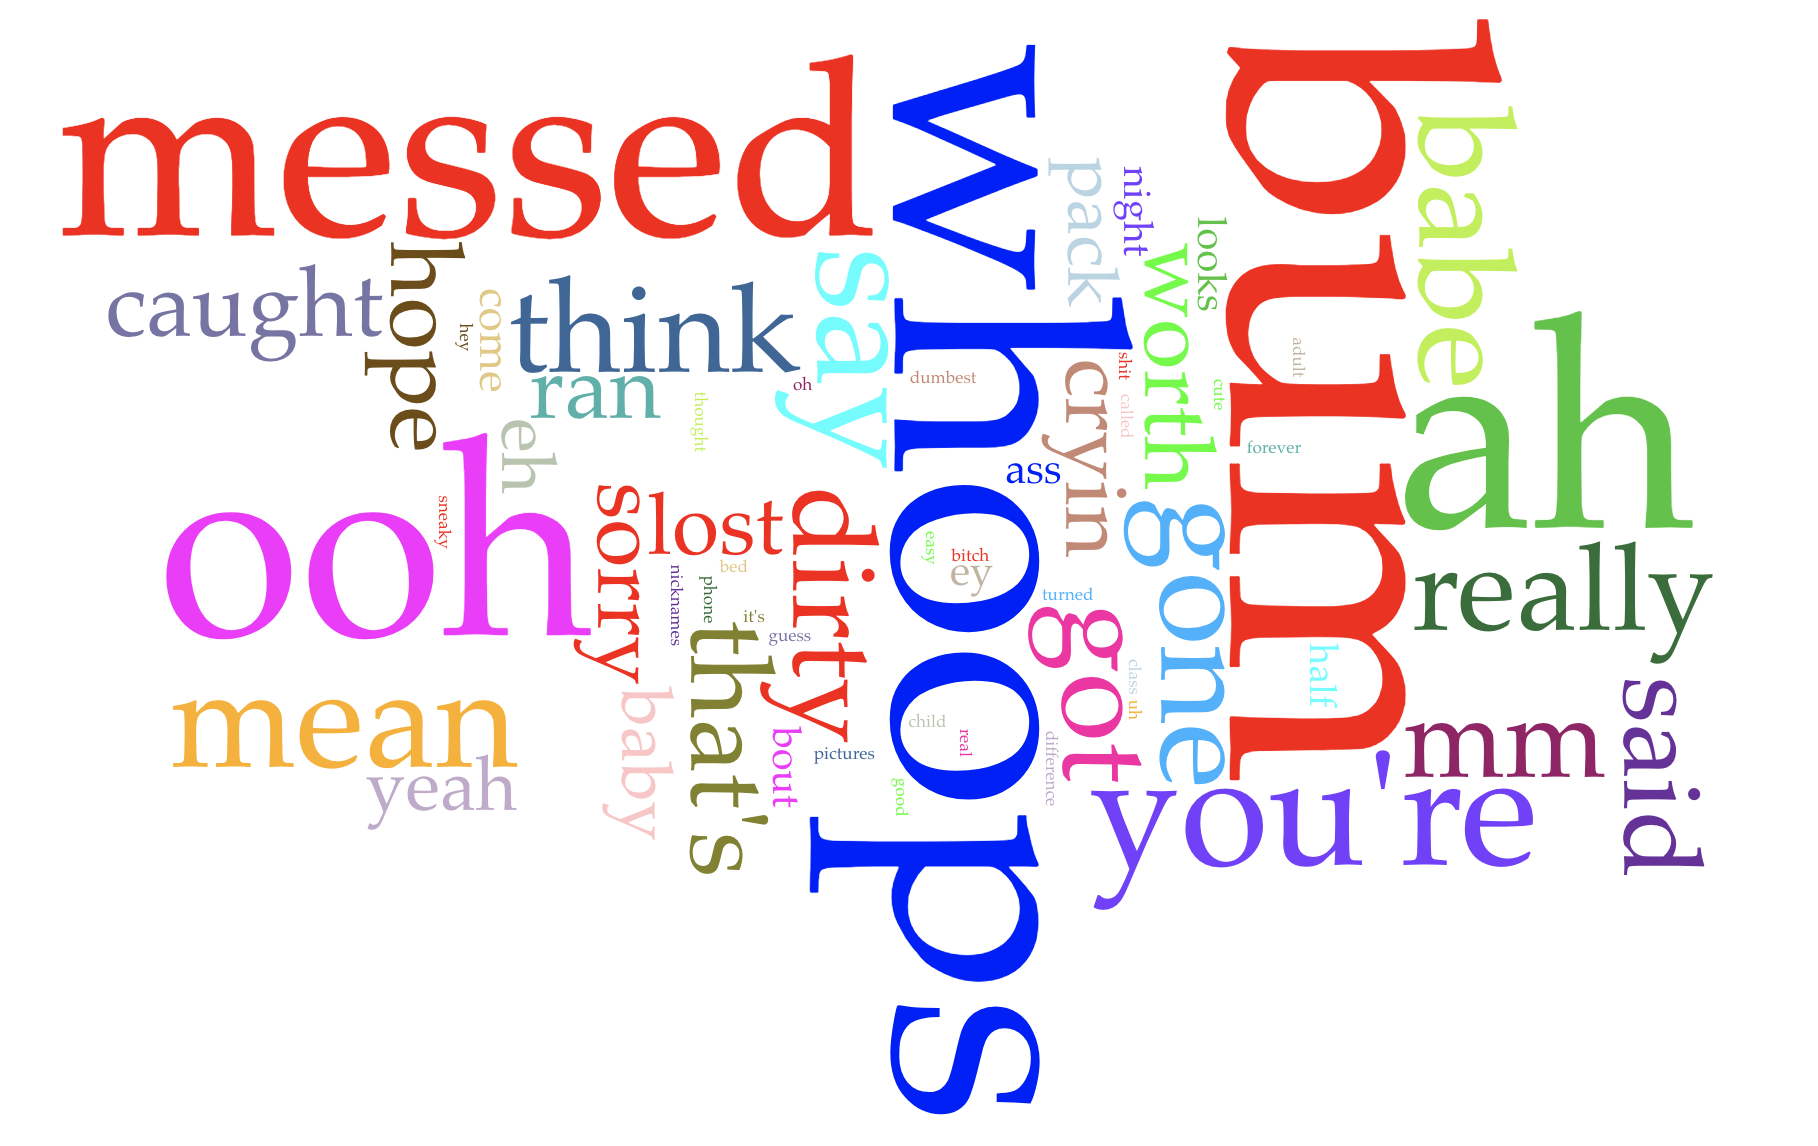 messed
whoops
bum
babe
pack
night
looks
worth
hope
caught
come
hey
think
say
ran
oh
dumbest
thought
cryin
shit
called
cute
adult
forever
ah
eh
ooh
sneaky
sorry
lost
dirty
ass
easy
bitch
ey
gone
really
bed
nicknames
phone
it's
guess
that's
turned
got
class
uh
half
mean
yeah
baby
bout
pictures
child
real
good
difference
you're
mm
said